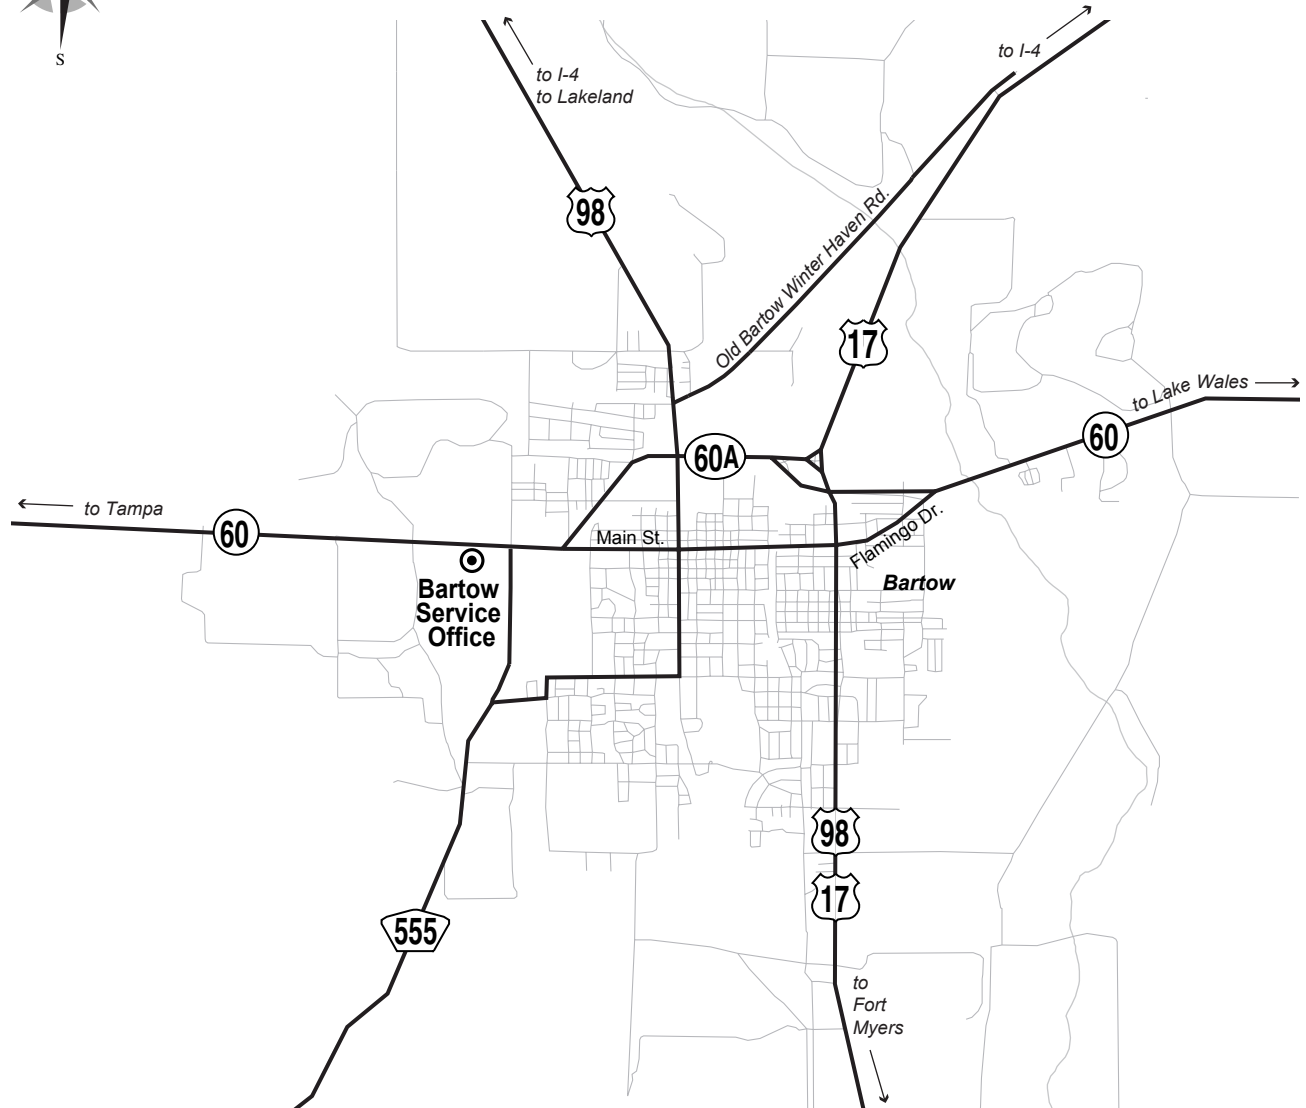 S
to I-4
to Lakeland
to I-4
98
Old Bartow Winter Haven Rd.
17
to Lake Wales
60
60A
to Tampa
60
Main St.
Flamingo Dr.
Bartow
Bartow
Service
Office
98
17
555
to
Fort
Myers